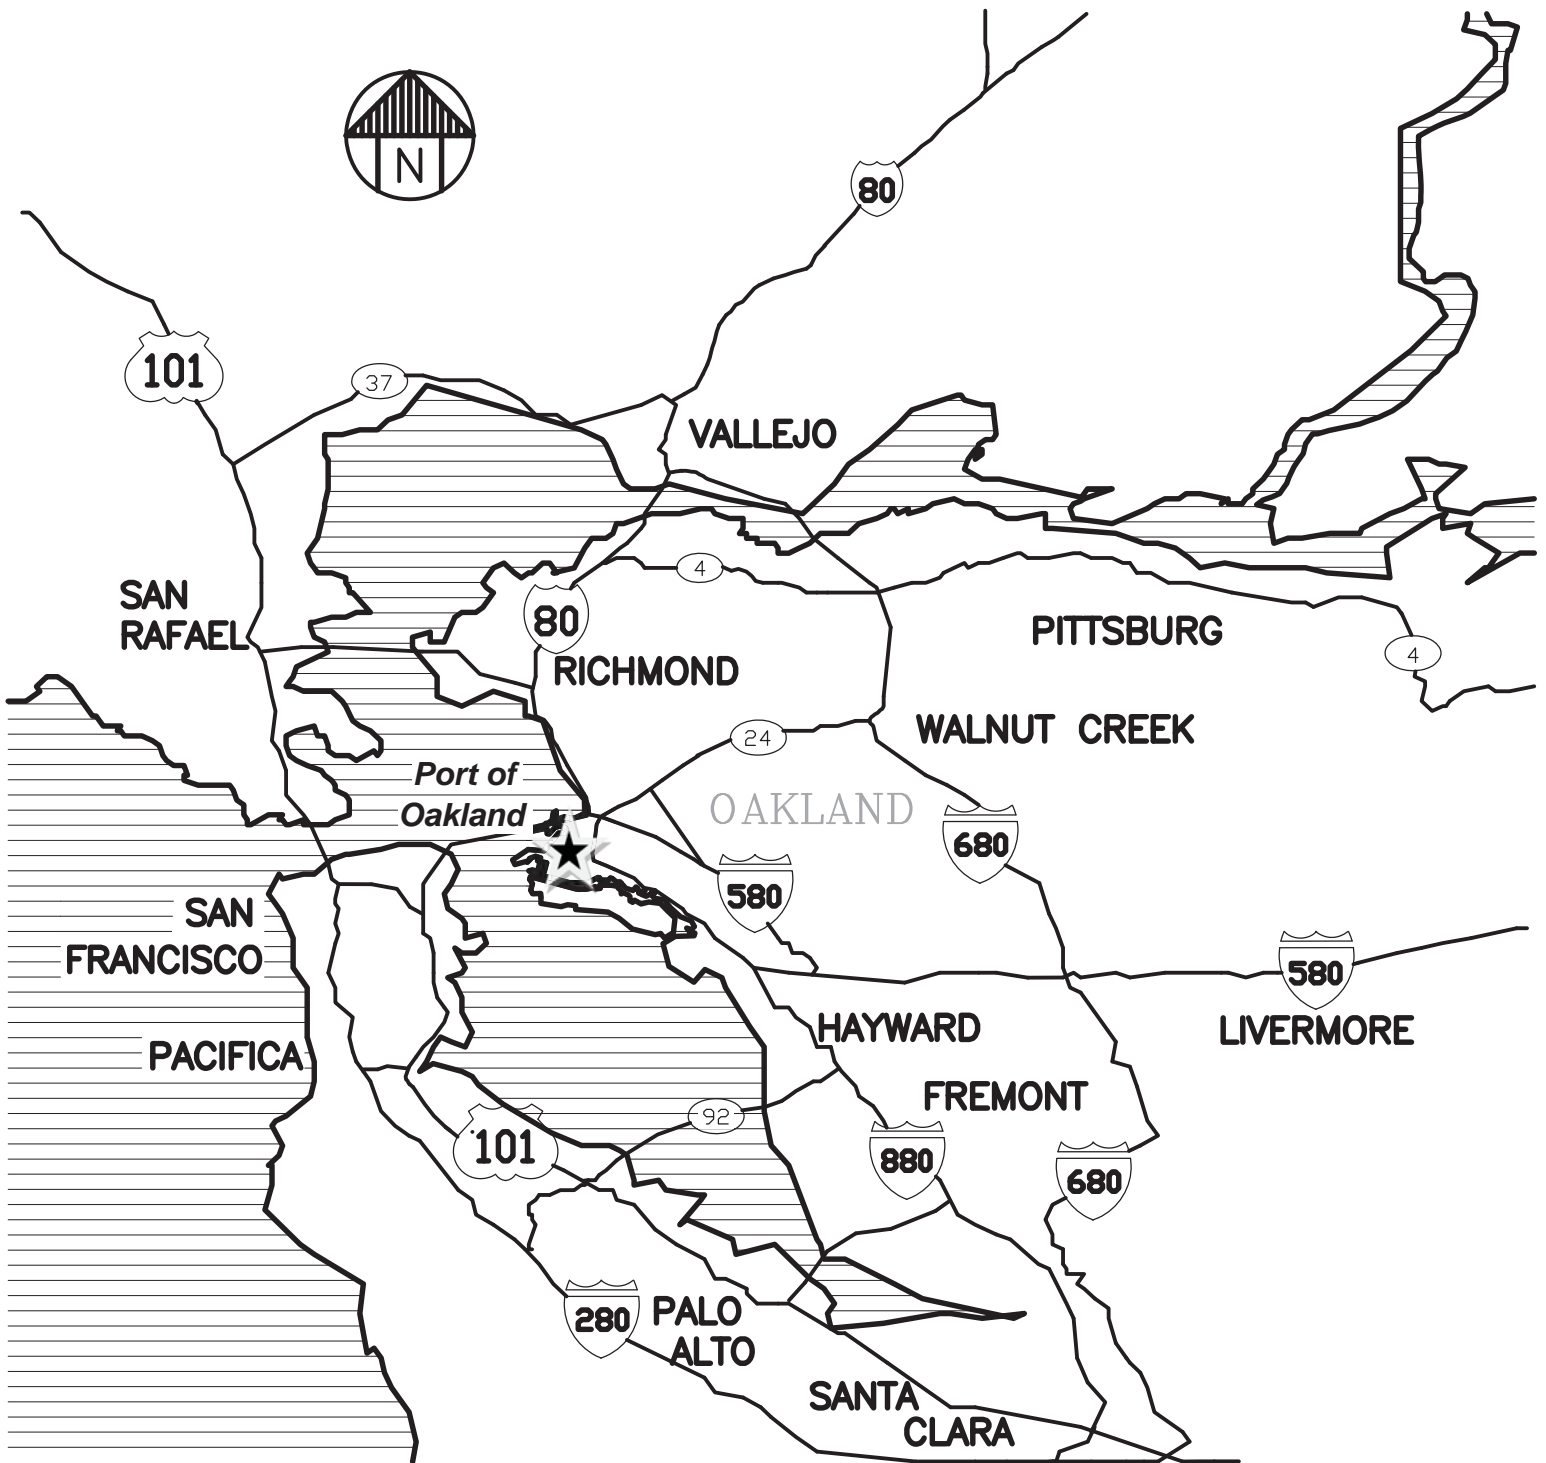 N
80
101
37
VALLEJO
4
SAN
RAFAEL
80
PITTSBURG
4
RICHMOND
24
WALNUT CREEK
Port of
Oakland
OAKLAND
680
580
SAN
FRANCISCO
580
HAYWARD
LIVERMORE
PACIFICA
FREMONT
92
101
880
680
280
PALO
ALTO
SANTA
CLARA